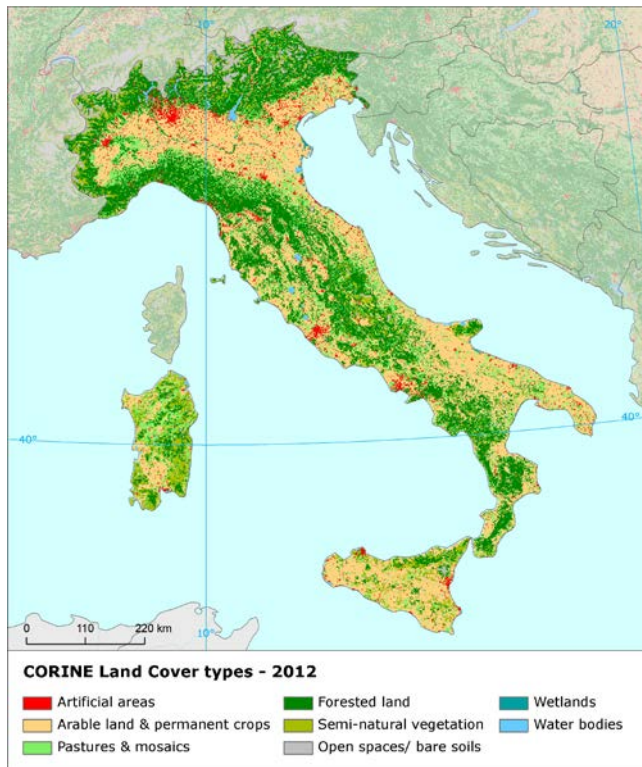 10°
20°
40°
40°
10°
0 110 220 km
CORINE Land Cover types - 2012
Artificial areas
Arable land & permanent crops
Pastures & mosaics
Forested land
Semi-natural vegetation
Open spaces/ bare soils
Wetlands
Water bodies